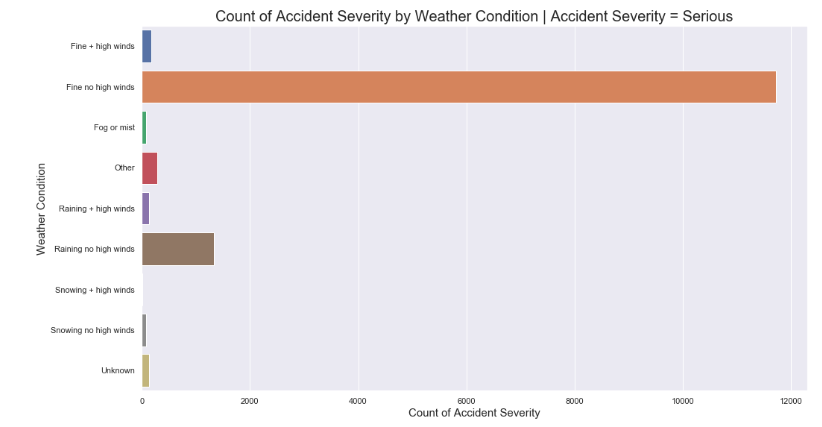 Count of Accident Severity by Weather Condition | Accident Severity = Serious
Weather Condition
Fine + high winds
Fine no high winds
Fog or mist
Other
Raining + high winds
Raining no high winds
Snowing + high winds
Snowing no high winds
Unknown
0 2000 4000 6000 8000 10000 12000
Count of Accident Severity